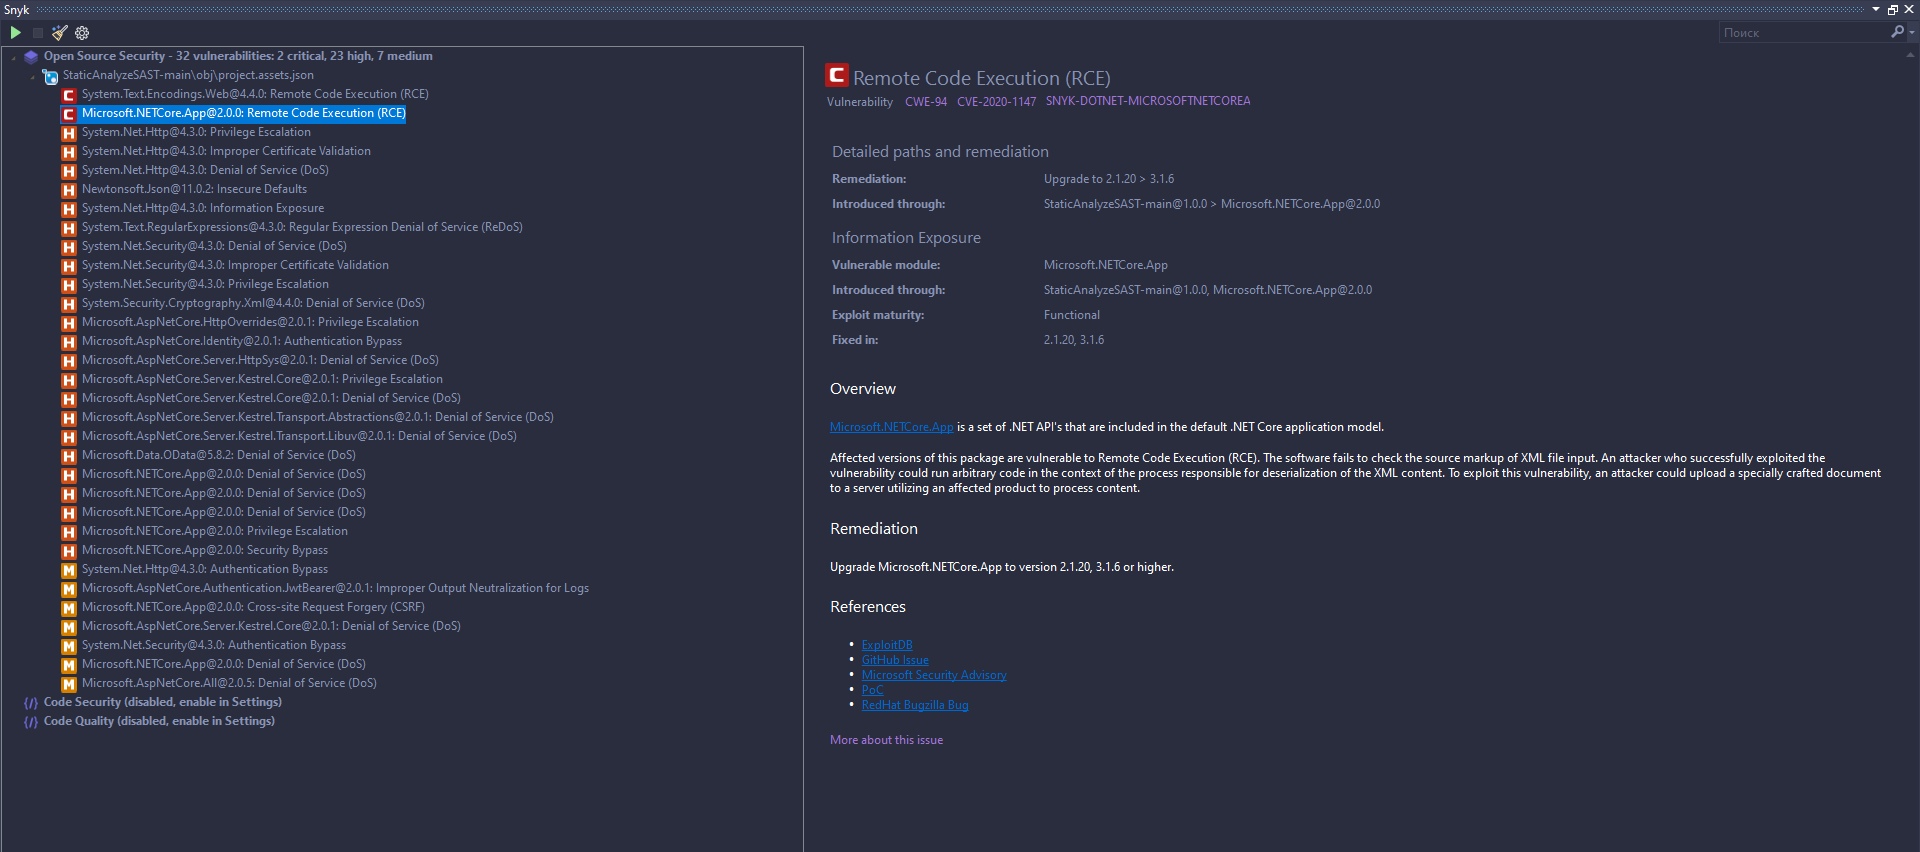 Snyk
Поиск
Open Source Security - 32 vulnerabilities: 2 critical, 23 high, 7 medium
StaticAnalyzeSAST-main\obj\project.assets.json
C System.Text.Encodings.Web@4.4.0: Remote Code Execution (RCE)
C Microsoft.NETCore.App@2.0.0: Remote Code Execution (RCE)
H System.Net.Http@4.3.0: Privilege Escalation
H System.Net.Http@4.3.0: Improper Certificate Validation
H System.Net.Http@4.3.0: Denial of Service (DoS)
H Newtonsoft.Json@11.0.2: Insecure Defaults
H System.Net.Http@4.3.0: Information Exposure
H System.Text.RegularExpressions@4.3.0: Regular Expression Denial of Service (ReDoS)
H System.Net.Security@4.3.0: Denial of Service (DoS)
H System.Net.Security@4.3.0: Improper Certificate Validation
H System.Net.Security@4.3.0: Privilege Escalation
H System.Security.Cryptography.Xml@4.4.0: Denial of Service (DoS)
H Microsoft.AspNetCore.HttpOverrides@2.0.1: Privilege Escalation
H Microsoft.AspNetCore.Identity@2.0.1: Authentication Bypass
H Microsoft.AspNetCore.Server.HttpSys@2.0.1: Denial of Service (DoS)
H Microsoft.AspNetCore.Server.Kestrel.Core@2.0.1: Privilege Escalation
H Microsoft.AspNetCore.Server.Kestrel.Core@2.0.1: Denial of Service (DoS)
H Microsoft.AspNetCore.Server.Kestrel.Transport.Abstractions@2.0.1: Denial of Service (DoS)
H Microsoft.AspNetCore.Server.Kestrel.Transport.Libuv@2.0.1: Denial of Service (DoS)
H Microsoft.Data.OData@5.8.2: Denial of Service (DoS)
H Microsoft.NETCore.App@2.0.0: Denial of Service (DoS)
H Microsoft.NETCore.App@2.0.0: Denial of Service (DoS)
H Microsoft.NETCore.App@2.0.0: Denial of Service (DoS)
H Microsoft.NETCore.App@2.0.0: Privilege Escalation
H Microsoft.NETCore.App@2.0.0: Security Bypass
M System.Net.Http@4.3.0: Authentication Bypass
M Microsoft.AspNetCore.Authentication.JwtBearer@2.0.1: Improper Output Neutralization for Logs
M Microsoft.NETCore.App@2.0.0: Cross-site Request Forgery (CSRF)
M Microsoft.AspNetCore.Server.Kestrel.Core@2.0.1: Denial of Service (DoS)
M System.Net.Security@4.3.0: Authentication Bypass
M Microsoft.NETCore.App@2.0.0: Denial of Service (DoS)
M Microsoft.AspNetCore.All@2.0.5: Denial of Service (DoS)
Code Security (disabled, enable in Settings)
Code Quality (disabled, enable in Settings)
C Remote Code Execution (RCE)
Vulnerability CWE-94 CVE-2020-1147 SNYK-DOTNET-MICROSOFTNETCOREA
Detailed paths and remediation
Remediation: Upgrade to 2.1.20 > 3.1.6
Introduced through: StaticAnalyzeSAST-main@1.0.0 > Microsoft.NETCore.App@2.0.0
Information Exposure
Vulnerable module: Microsoft.NETCore.App
Introduced through: StaticAnalyzeSAST-main@1.0.0, Microsoft.NETCore.App@2.0.0
Exploit maturity: Functional
Fixed in: 2.1.20, 3.1.6
Overview
Microsoft.NETCore.App is a set of .NET API's that are included in the default .NET Core application model.
Affected versions of this package are vulnerable to Remote Code Execution (RCE). The software fails to check the source markup of XML file input. An attacker who successfully exploited the
vulnerability could run arbitrary code in the context of the process responsible for deserialization of the XML content. To exploit this vulnerability, an attacker could upload a specially crafted document
to a server utilizing an affected product to process content.
Remediation
Upgrade Microsoft.NETCore.App to version 2.1.20, 3.1.6 or higher.
References
• ExploitDB
• GitHub Issue
• Microsoft Security Advisory
• PoC
• RedHat Bugzilla Bug
More about this issue